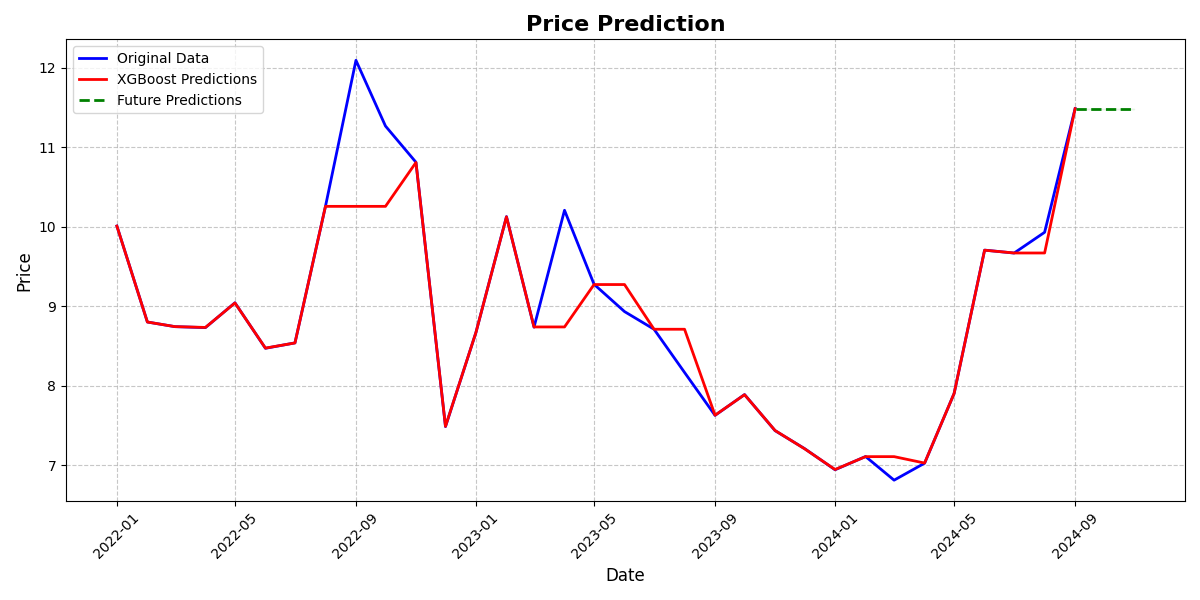 Price Prediction
Original Data
XGBoost Predictions
Future Predictions
Price
12
11
10
9
8
7
2022-01
2022-05
2022-09
2023-01
2023-05
2023-09
2024-01
2024-05
2024-09
Date